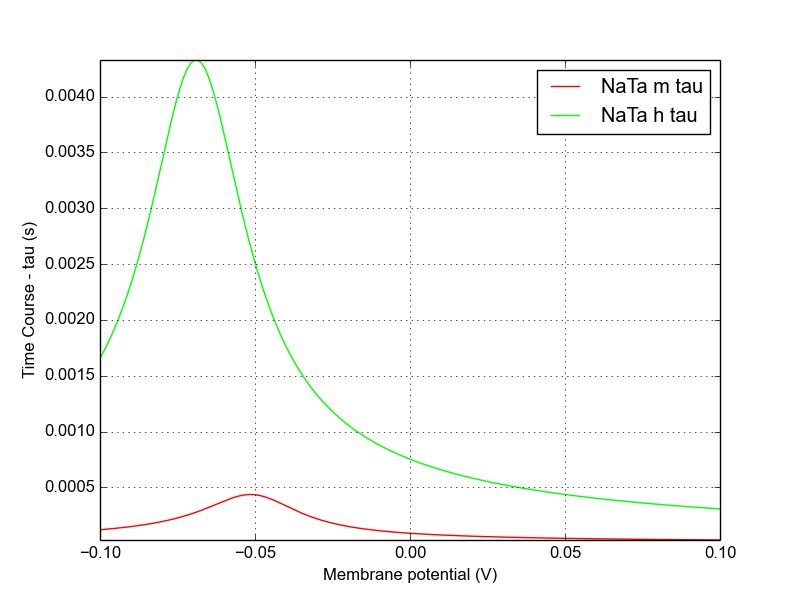 NaTa m tau
NaTa h tau
0.0040
0.0035
0.0030
0.0025
0.0020
0.0015
0.0010
0.0005
Time Course - tau (s)
−0.10 −0.05 0.00 0.05 0.10
Membrane potential (V)